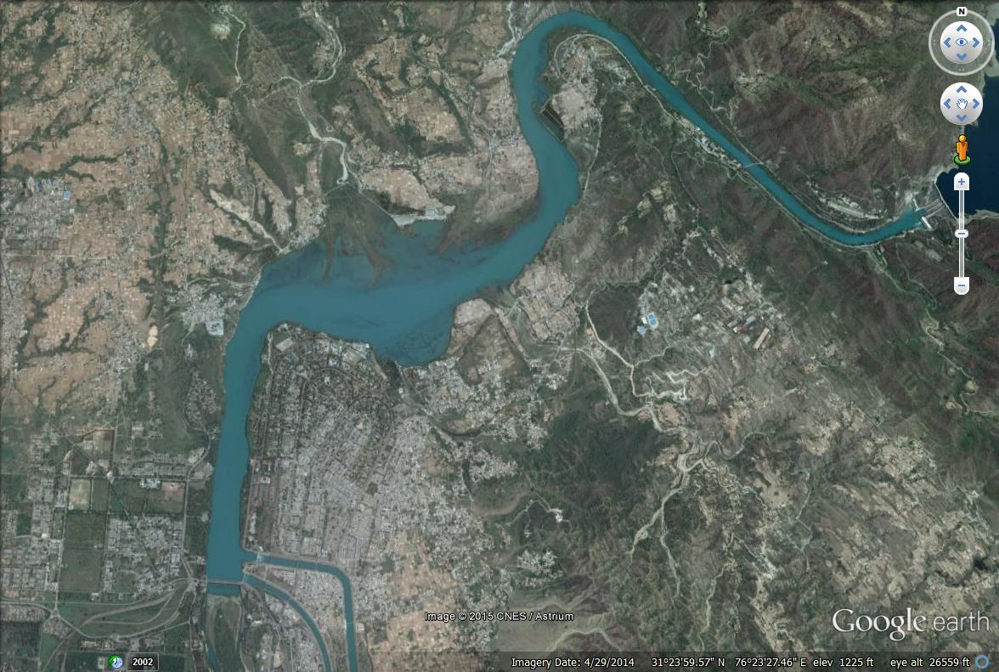 N
Image © 2015 CNES / Astrium
Google earth
2002
Imagery Date: 4/29/2014 31°23'59.57" N 76°23'27.46" E elev 1225 ft eye alt 26559 ft